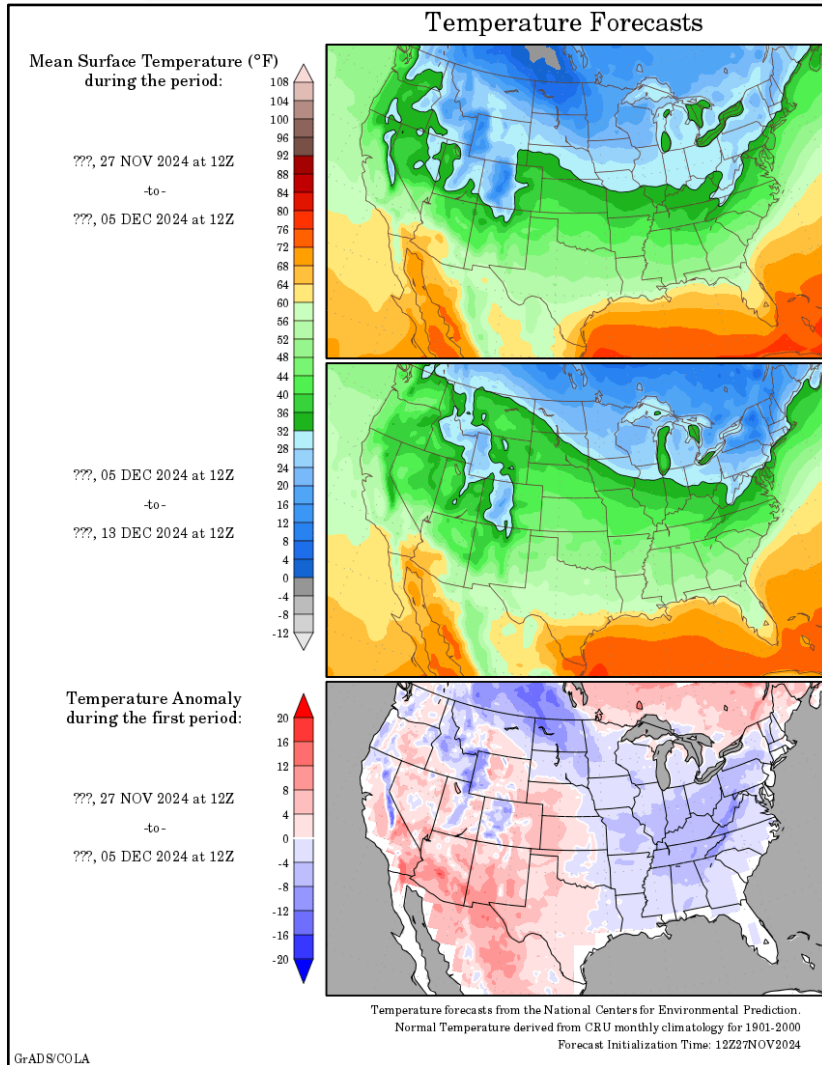 Temperature Forecasts
Mean Surface Temperature (°F)
during the period:
???, 27 NOV 2024 at 12Z
-to-
???, 05 DEC 2024 at 12Z
108
104
100
96
92
88
84
80
76
72
68
64
60
56
52
48
44
40
36
32
28
24
20
16
12
8
4
0
-4
-8
-12
???, 05 DEC 2024 at 12Z
-to-
???, 13 DEC 2024 at 12Z
Temperature Anomaly
during the first period:
???, 27 NOV 2024 at 12Z
-to-
???, 05 DEC 2024 at 12Z
20
16
12
8
4
0
-4
-8
-12
-16
-20
Temperature forecasts from the National Centers for Environmental Prediction.
Normal Temperature derived from CRU monthly climatology for 1901-2000
Forecast Initialization Time: 12Z27NOV2024
GrADS/COLA